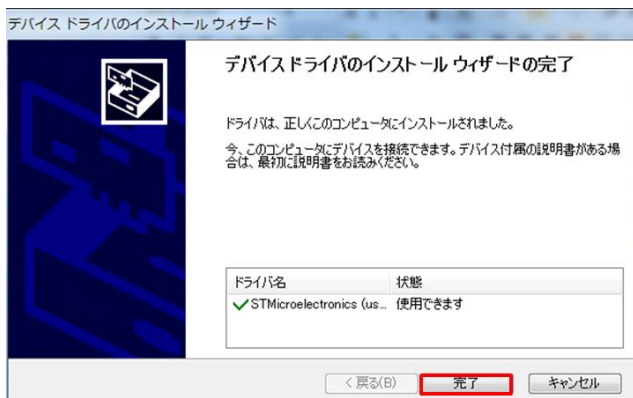 デバイス ドライバのインストール ウィザード
デバイス ドライバのインストール ウィザードの完了
ドライバは、正しくこのコンピュータにインストールされました。
今、このコンピュータにデバイスを接続できます。デバイス付属の説明書がある場
合は、最初に説明書をお読みください。
ドライバ名 状態
STMicroelectronics (us... 使用できます
< 戻る(B) 完了 キャンセル